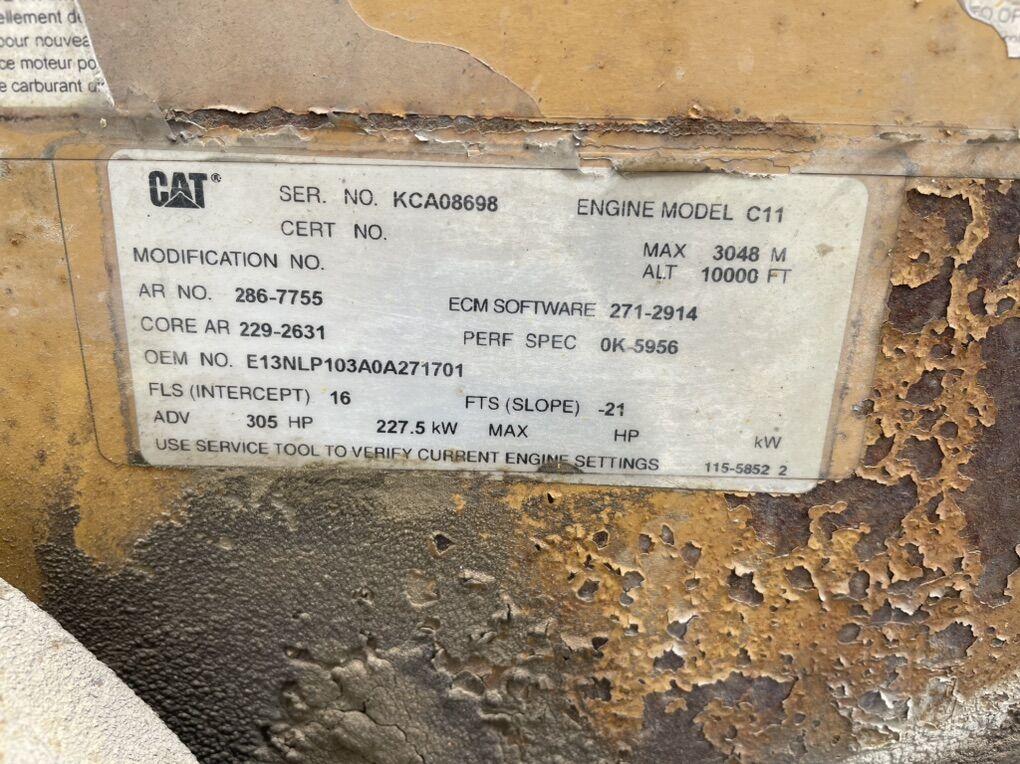 ellement d
pour nouvea
ce moteur po
e carburant d
CAT®
SER. NO. KCA08698 ENGINE MODEL C11
CERT NO.
MAX 3048 M
MODIFICATION NO.
ALT 10000 FT
AR NO. 286-7755 ECM SOFTWARE 271-2914
CORE AR 229-2631 PERF SPEC 0K-5956
OEM NO. E13NLP103A0A271701
FLS (INTERCEPT) 16 FTS (SLOPE) -21
ADV 305 HP 227.5 kW MAX HP kW
USE SERVICE TOOL TO VERIFY CURRENT ENGINE SETTINGS 115-5852 2